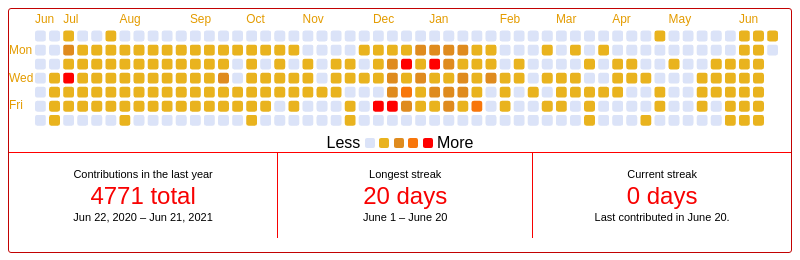 Jun Jul Aug Sep Oct Nov Dec Jan Feb Mar Apr May Jun
Mon
Wed
Fri
Less More
Contributions in the last year
4771 total
Jun 22, 2020 – Jun 21, 2021
Longest streak
20 days
June 1 – June 20
Current streak
0 days
Last contributed in June 20.